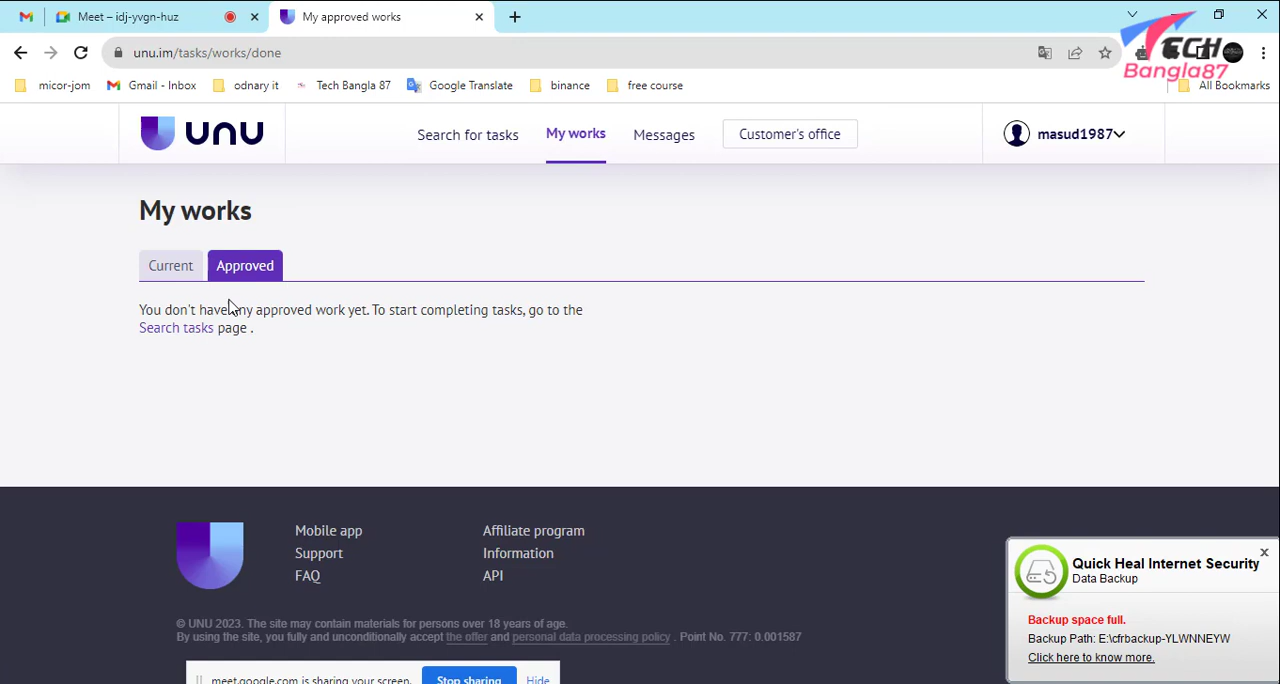 Meet – idj-yvgn-huz
My approved works
unu.im/tasks/works/done
TECH
Bangla87
micor-jom
Gmail - Inbox
odnary it
Tech Bangla 87
Google Translate
binance
free course
All Bookmarks
unu
Search for tasks
My works
Messages
Customer's office
masud1987
My works
Current
Approved
You don't have any approved work yet. To start completing tasks, go to the
Search tasks page .
Mobile app
Affiliate program
Support
Information
FAQ
API
© UNU 2023. The site may contain materials for persons over 18 years of age.
By using the site, you fully and unconditionally accept the offer and personal data processing policy . Point No. 777: 0.001587
Quick Heal Internet Security
Data Backup
x
Backup space full.
Backup Path: E:\cfrbackup-YLWNNEYW
Click here to know more.
meet.google.com is sharing your screen.
Stop sharing
Hide